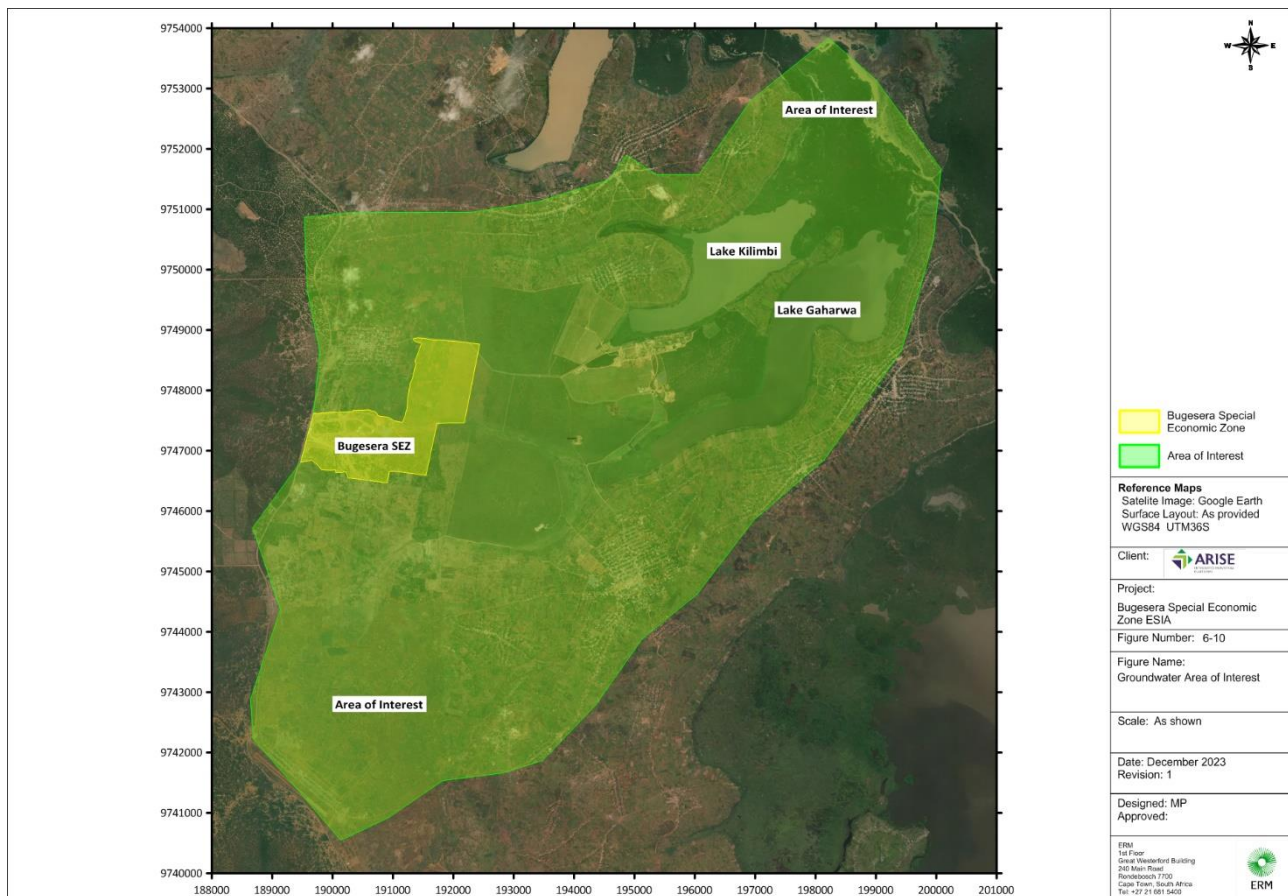 9754000
9753000
9752000
9751000
9750000
9749000
9748000
9747000
9746000
9745000
9744000
9743000
9742000
9741000
9740000
188000 189000 190000 191000 192000 193000 194000 195000 196000 197000 198000 199000 200000 201000
Area of Interest
Lake Kilimbi
Lake Gaharwa
Bugesera SEZ
Area of Interest
N
W E
S
Bugesera Special
Economic Zone
Area of Interest
Reference Maps
Satelite Image: Google Earth
Surface Layout: As provided
WGS84 UTM36S
Client:
ARISE
Project:
Bugesera Special Economic
Zone ESIA
Figure Number: 6-10
Figure Name:
Groundwater Area of Interest
Scale: As shown
Date: December 2023
Revision: 1
Designed: MP
Approved:
ERM
1st Floor
Great Westerford Building
240 Main Road
Rondebosch 7700
Cape Town, South Africa
Tel: +27 21 681 5400
ERM